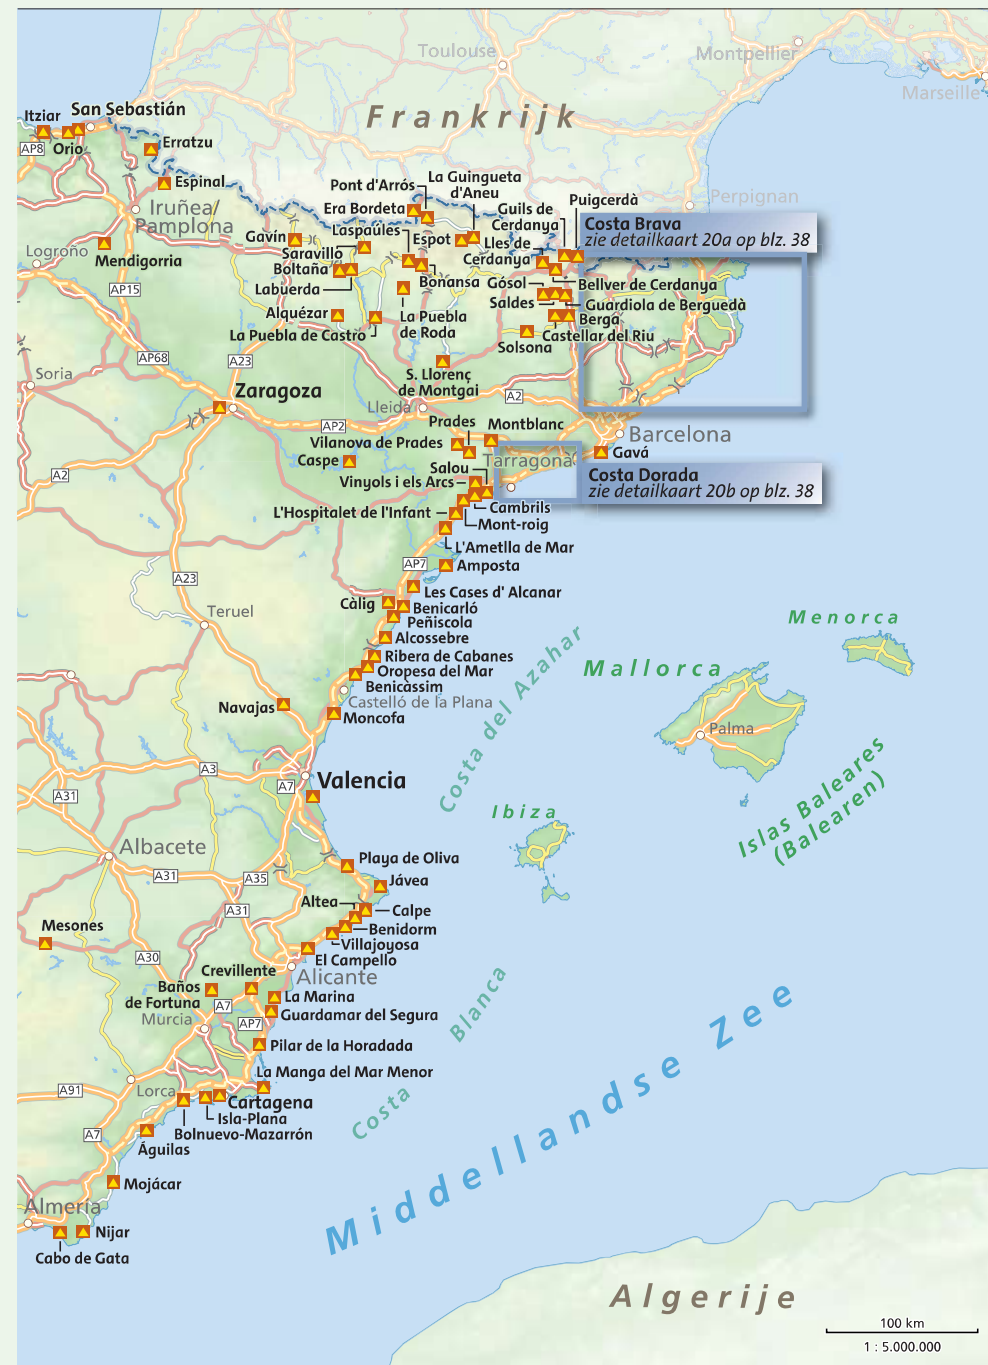 Toulouse
Montpellier
Marseille
Frankrijk
Itziar
San Sebastián
AP8
Orio
Erratzu
Espinal
Iruñea/
Pamplona
Logroño
Mendigorria
AP15
Perpignan
La Guingueta
d'Aneu
Pont d'Arrós
Era Bordeta
Puigcerdà
Guils de
Cerdanya
Costa Brava
zie detailkaart 20a op blz. 38
Gavín
Laspaúles
Saravillo
Espot
Lles de
Cerdanya
Boltaña
Labuerda
Bonansa
Bellver de Cerdanya
Gósol
Saldes
Guardiola de Berguedà
Alquézar
La Puebla
de Roda
Berga
La Puebla de Castro
Castellar del Riu
Solsona
AP68
A23
Soria
S. Llorenç
de Montgai
Zaragoza
Lleida
A2
AP2
Prades
Montblanc
Barcelona
Vilanova de Prades
Gavá
Caspe
Tarragona
A2
Salou
Costa Dorada
zie detailkaart 20b op blz. 38
Vinyols i els Arcs
Cambrils
L'Hospitalet de l'Infant
Mont-roig
L'Ametlla de Mar
AP7
Amposta
A23
Les Cases d' Alcanar
Càlig
Benicarló
Peñiscola
Teruel
Alcossebre
Menorca
Ribera de Cabanes
Oropesa del Mar
Mallorca
Benicàssim
Castelló de la Plana
Navajas
Moncofa
Costa del Azahar
Palma
A3
A7
Valencia
A31
Ibiza
Islas Baleares
(Balearen)
Albacete
Playa de Oliva
A31
A35
Jávea
A31
Altea
Calpe
Mesones
Benidorm
Villajoyosa
A30
El Campello
Crevillente
Alicante
Baños
de Fortuna
La Marina
A7
Murcia
Guardamar del Segura
AP7
Costa Blanca
Pilar de la Horadada
La Manga del Mar Menor
A91
Lorca
Cartagena
Isla-Plana
Bolnuevo-Mazarrón
A7
Águilas
Mojácar
Middellandse Zee
Almería
Nijar
Cabo de Gata
Algerije
100 km
1 : 5.000.000